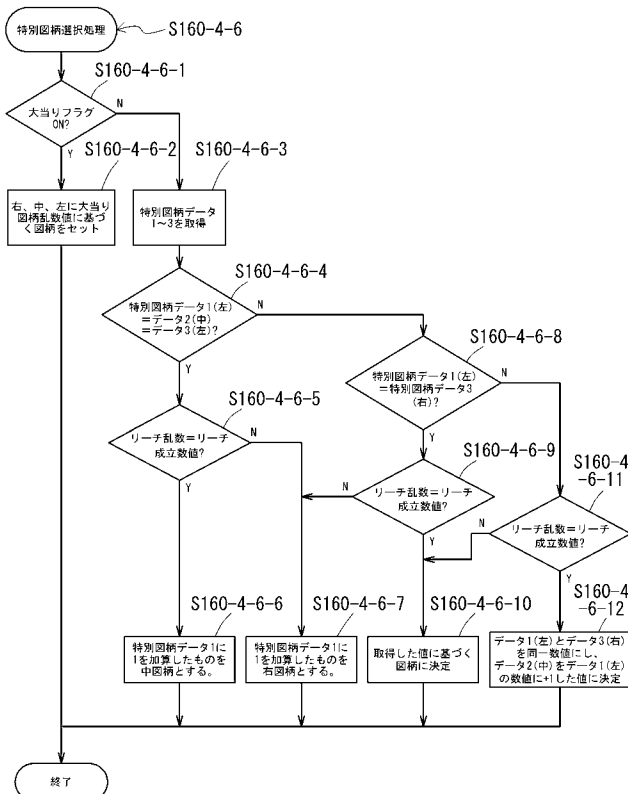 特別図柄選択処理
S160-4-6
S160-4-6-1
大当りフラグ
ON?
N
Y
S160-4-6-2
S160-4-6-3
右、中、左に大当り
図柄乱数値に基づ
く図柄をセット
特別図柄データ
1～3を取得
S160-4-6-4
特別図柄データ1(左)
=データ2(中)
=データ3(左)?
N
Y
S160-4-6-8
特別図柄データ1(左)
=特別図柄データ3
(右)?
N
Y
S160-4-6-5
リーチ乱数=リーチ
成立数値?
N
Y
S160-4-6-9
リーチ乱数=リーチ
成立数値?
N
Y
S160-4
-6-11
リーチ乱数=リーチ
成立数値?
N
Y
S160-4-6-6
S160-4-6-7
S160-4-6-10
S160-4
-6-12
特別図柄データ1に
1を加算したものを
中図柄とする。
特別図柄データ1に
1を加算したものを
右図柄とする。
取得した値に基づく
図柄に決定
データ1(左)とデータ3(右)
を同一数値にし、
データ2(中)をデータ1(左)
の数値に+1した値に決定
終了